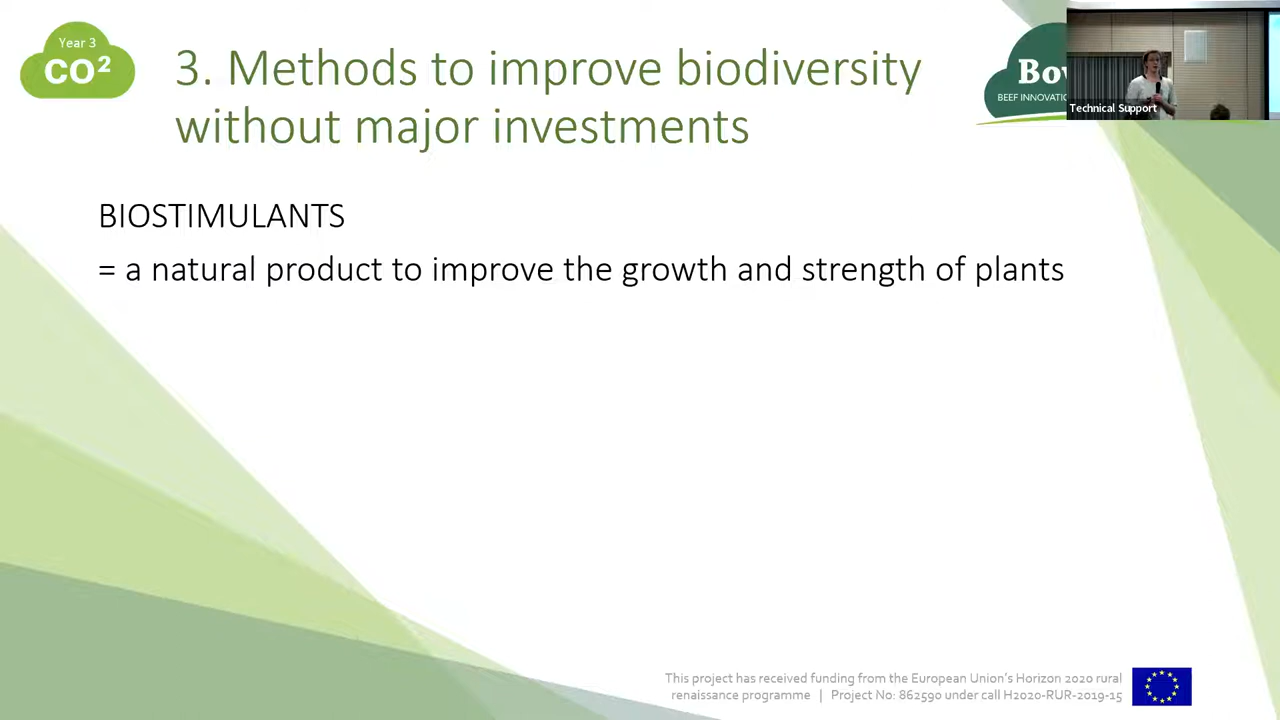 Year 3
CO²
3. Methods to improve biodiversity
without major investments
BEEF INNOVATIO
Technical Support
BIOSTIMULANTS
= a natural product to improve the growth and strength of plants
This project has received funding from the European Union's Horizon 2020 rural
renaissance programme | Project No: 862590 under call H2020-RUR-2019-15